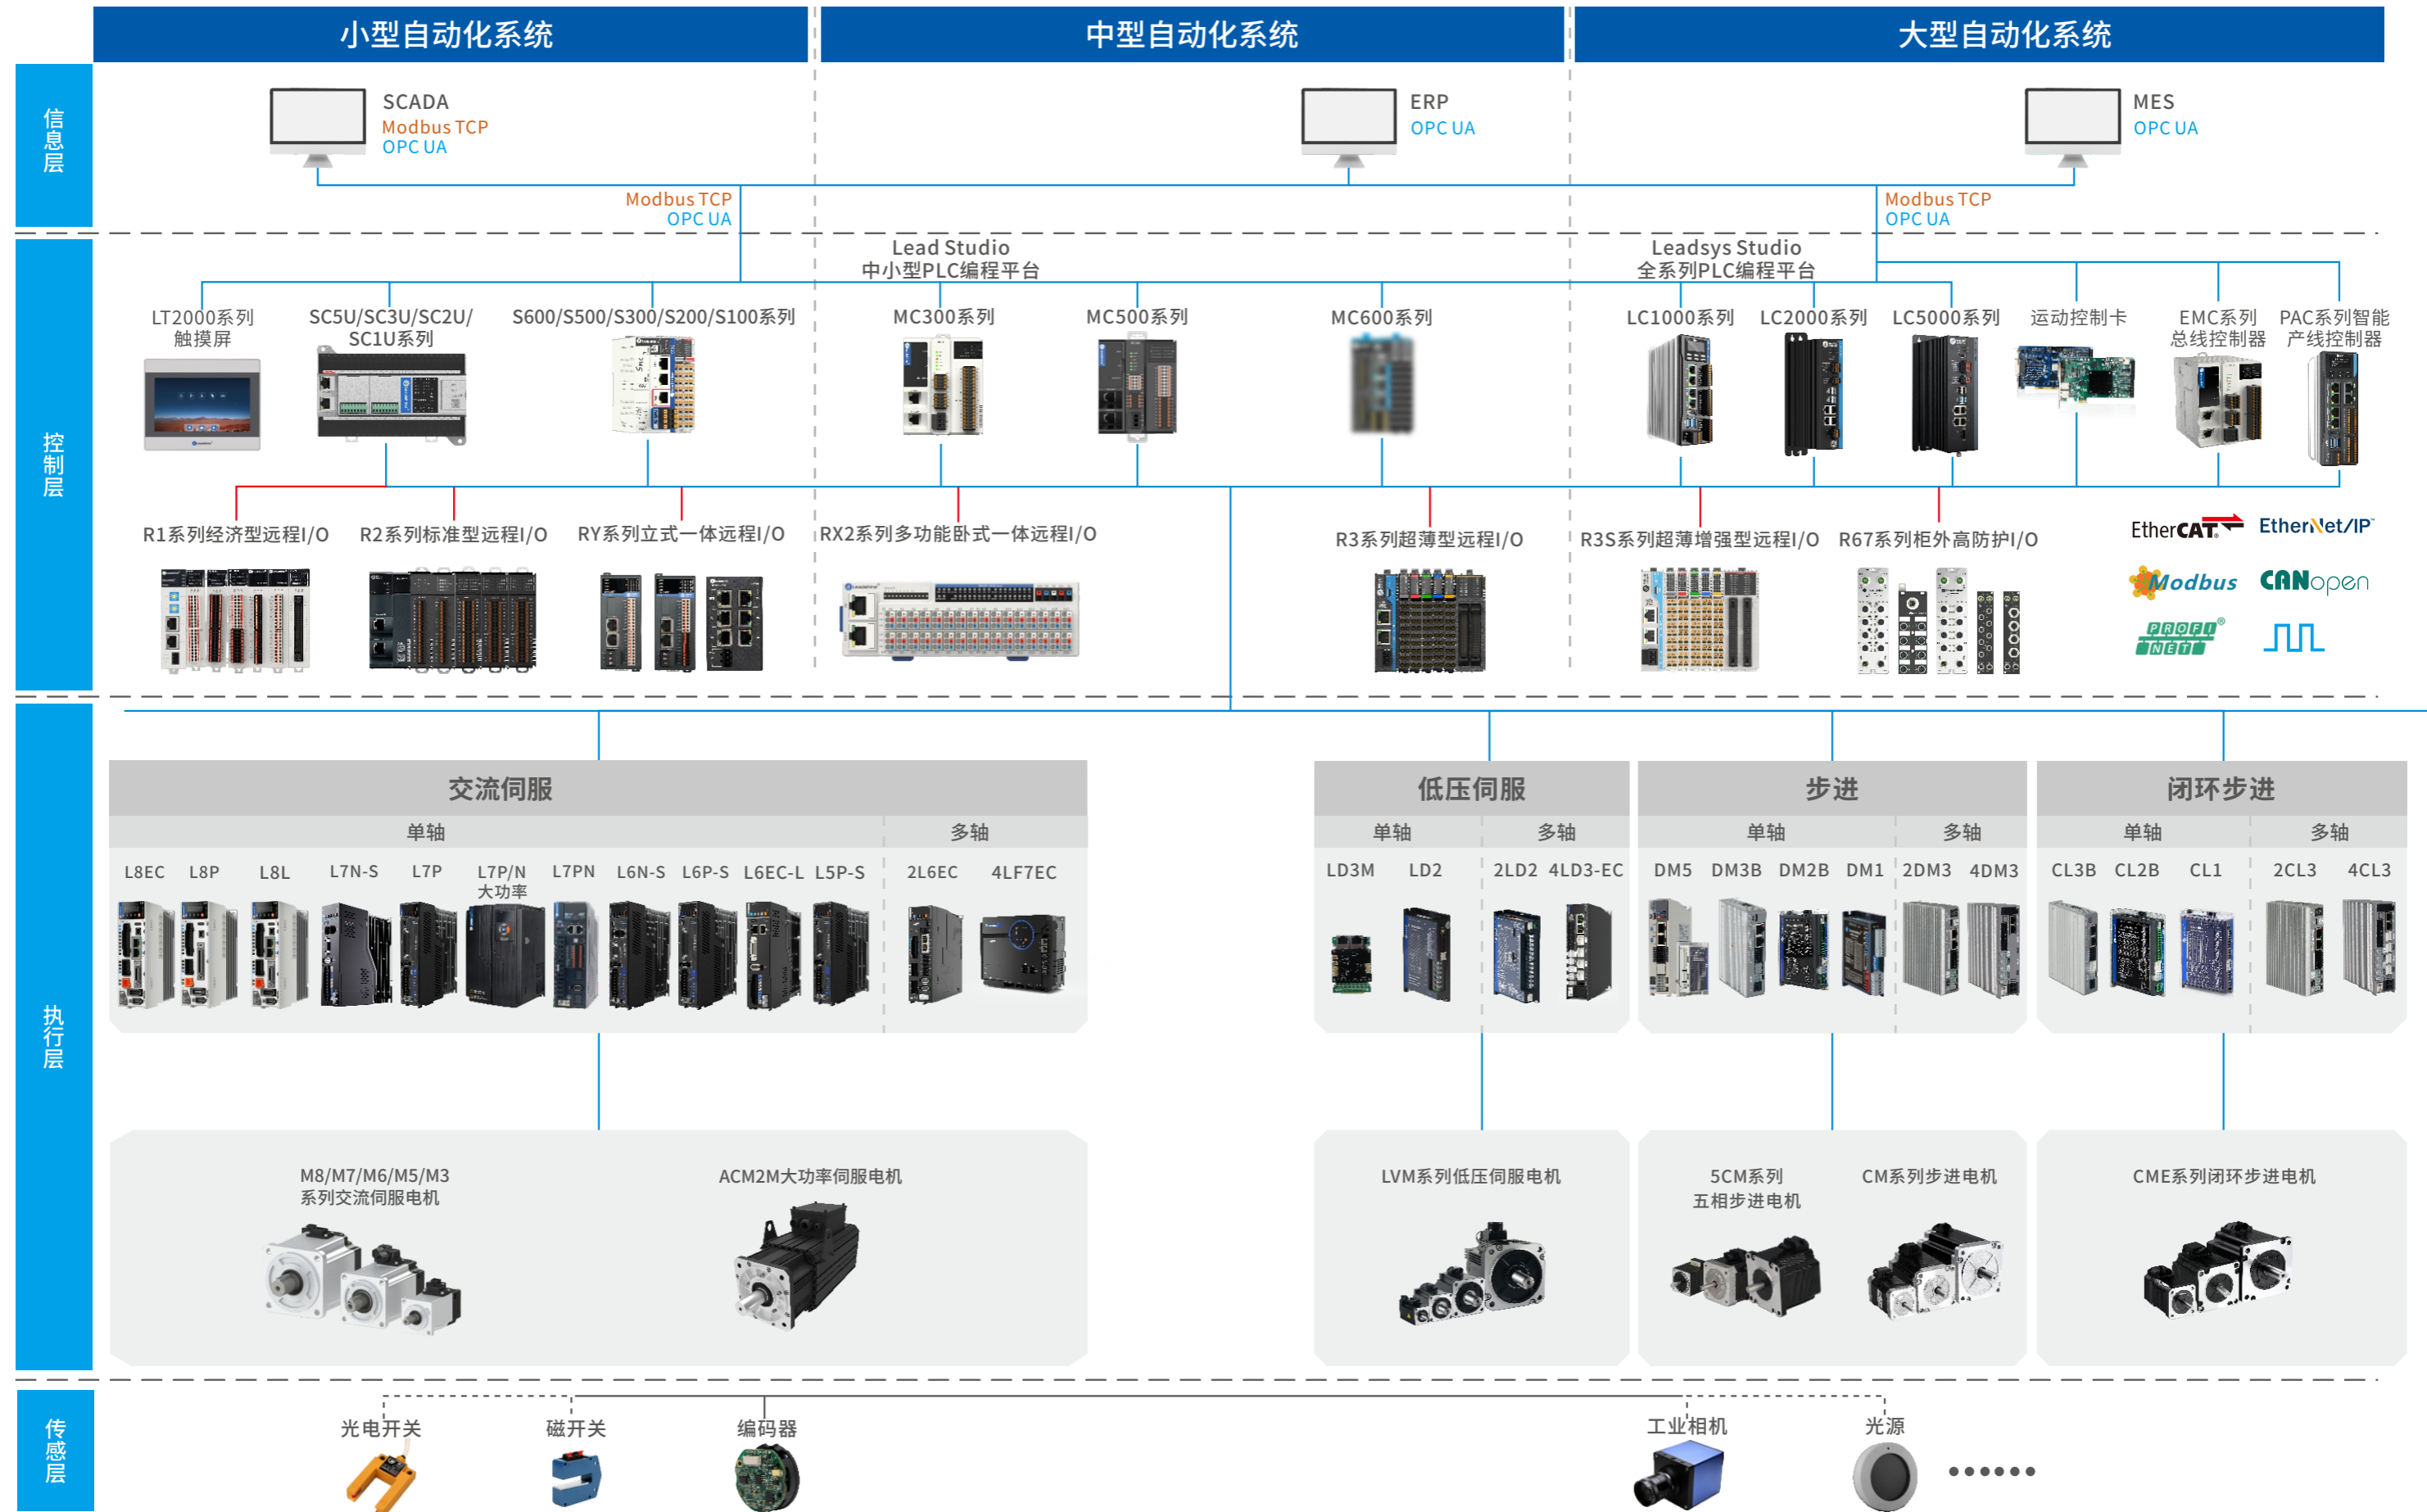 小型自动化系统
中型自动化系统
大型自动化系统
信息层
SCADA
Modbus TCP
OPC UA
ERP
OPC UA
MES
OPC UA
Modbus TCP
OPC UA
Modbus TCP
OPC UA
控制层
Lead Studio
中小型PLC编程平台
Leadsys Studio
全系列PLC编程平台
LT2000系列
触摸屏
SC5U/SC3U/SC2U/
SC1U系列
S600/S500/S300/S200/S100系列
MC300系列
MC500系列
MC600系列
LC1000系列
LC2000系列
LC5000系列
运动控制卡
EMC系列
总线控制器
PAC系列智能
产线控制器
R1系列经济型远程I/O
R2系列标准型远程I/O
RY系列立式一体远程I/O
RX2系列多功能卧式一体远程I/O
R3系列超薄型远程I/O
R3S系列超薄增强型远程I/O
R67系列柜外高防护I/O
EtherCAT
EtherNet/IP
Modbus
CANopen
PROFI
NET
执行层
交流伺服
单轴
多轴
L8EC
L8P
L8L
L7N-S
L7P
L7P/N
大功率
L7PN
L6N-S
L6P-S
L6EC-L
L5P-S
2L6EC
4LF7EC
低压伺服
单轴
多轴
LD3M
LD2
2LD2
4LD3-EC
步进
单轴
多轴
DM5
DM3B
DM2B
DM1
2DM3
4DM3
闭环步进
单轴
多轴
CL3B
CL2B
CL1
2CL3
4CL3
M8/M7/M6/M5/M3
系列交流伺服电机
ACM2M大功率伺服电机
LVM系列低压伺服电机
5CM系列
五相步进电机
CM系列步进电机
CME系列闭环步进电机
传感层
光电开关
磁开关
编码器
工业相机
光源
••••••